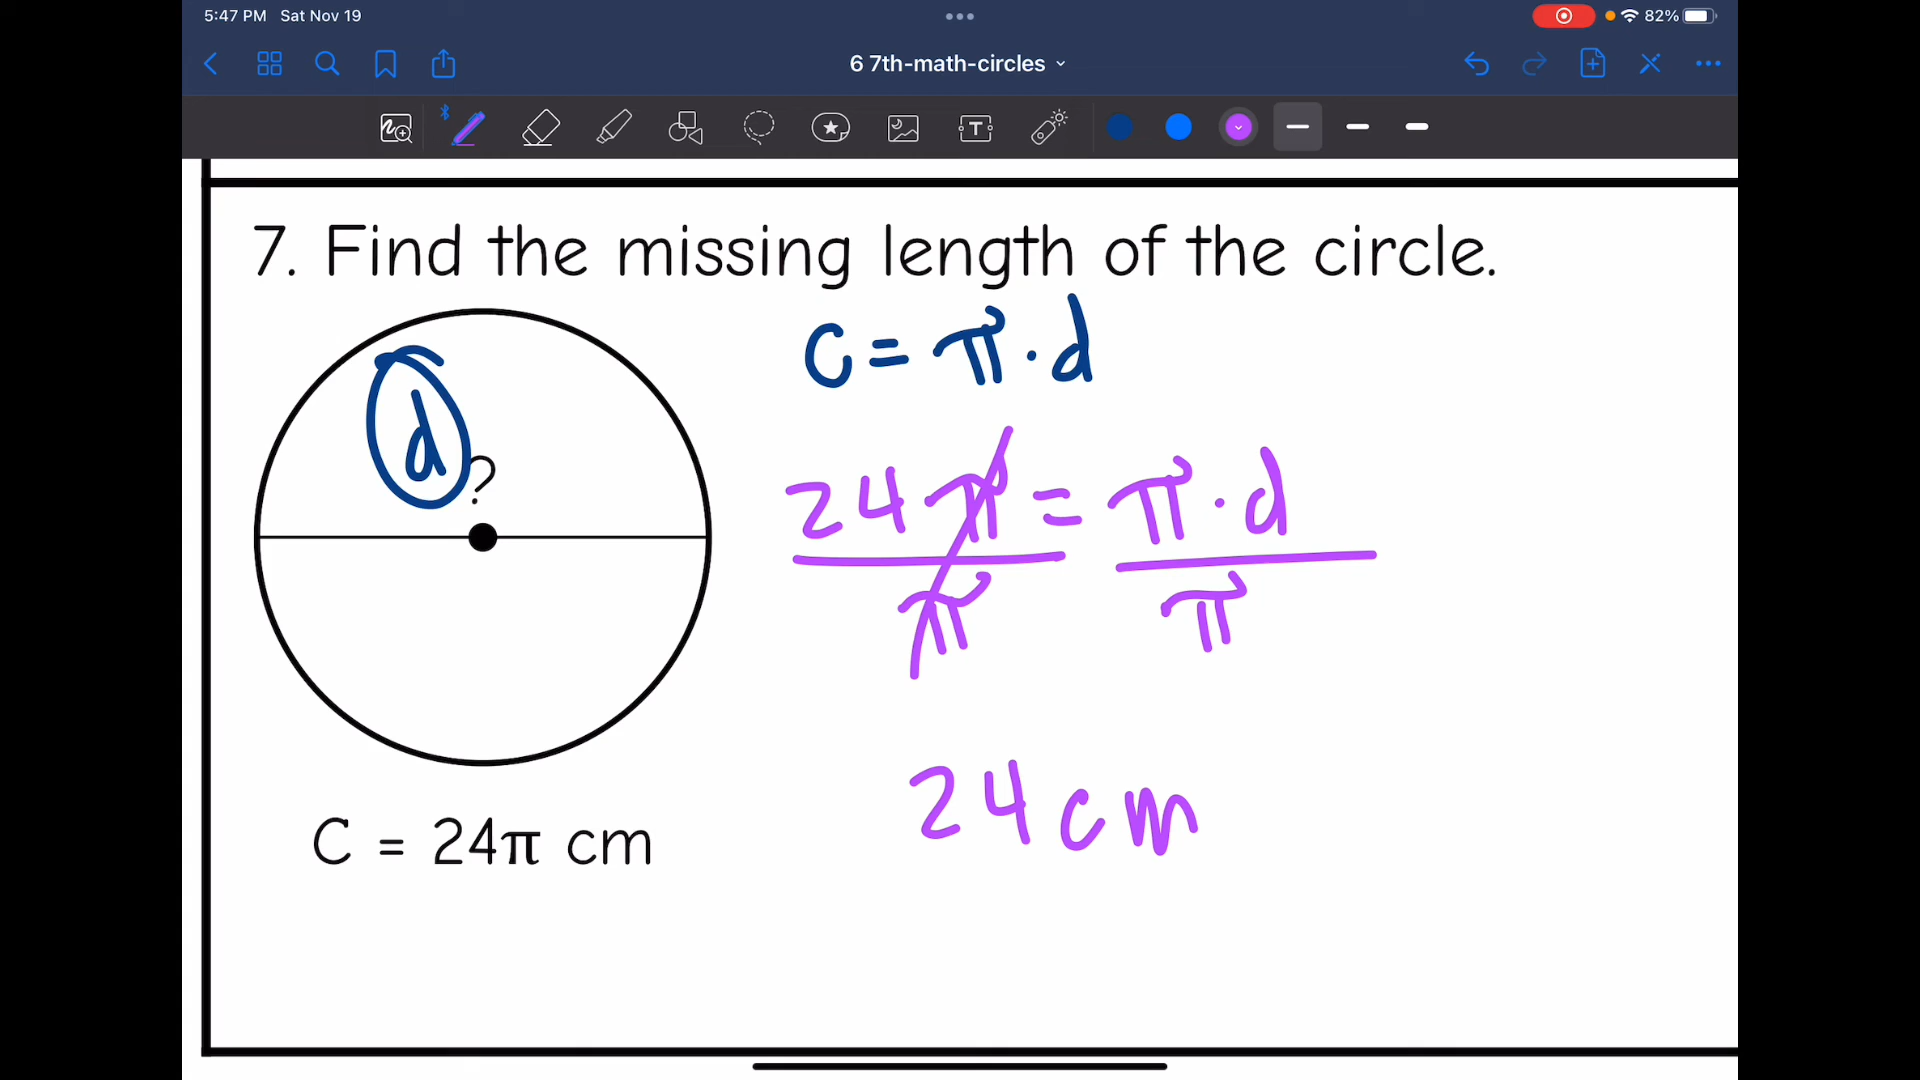 5:47 PM Sat Nov 19
82%
6 7th-math-circles
T
7. Find the missing length of the circle.
C = π · d
d
?
24π = π · d
π π
24 cm
C = 24π cm